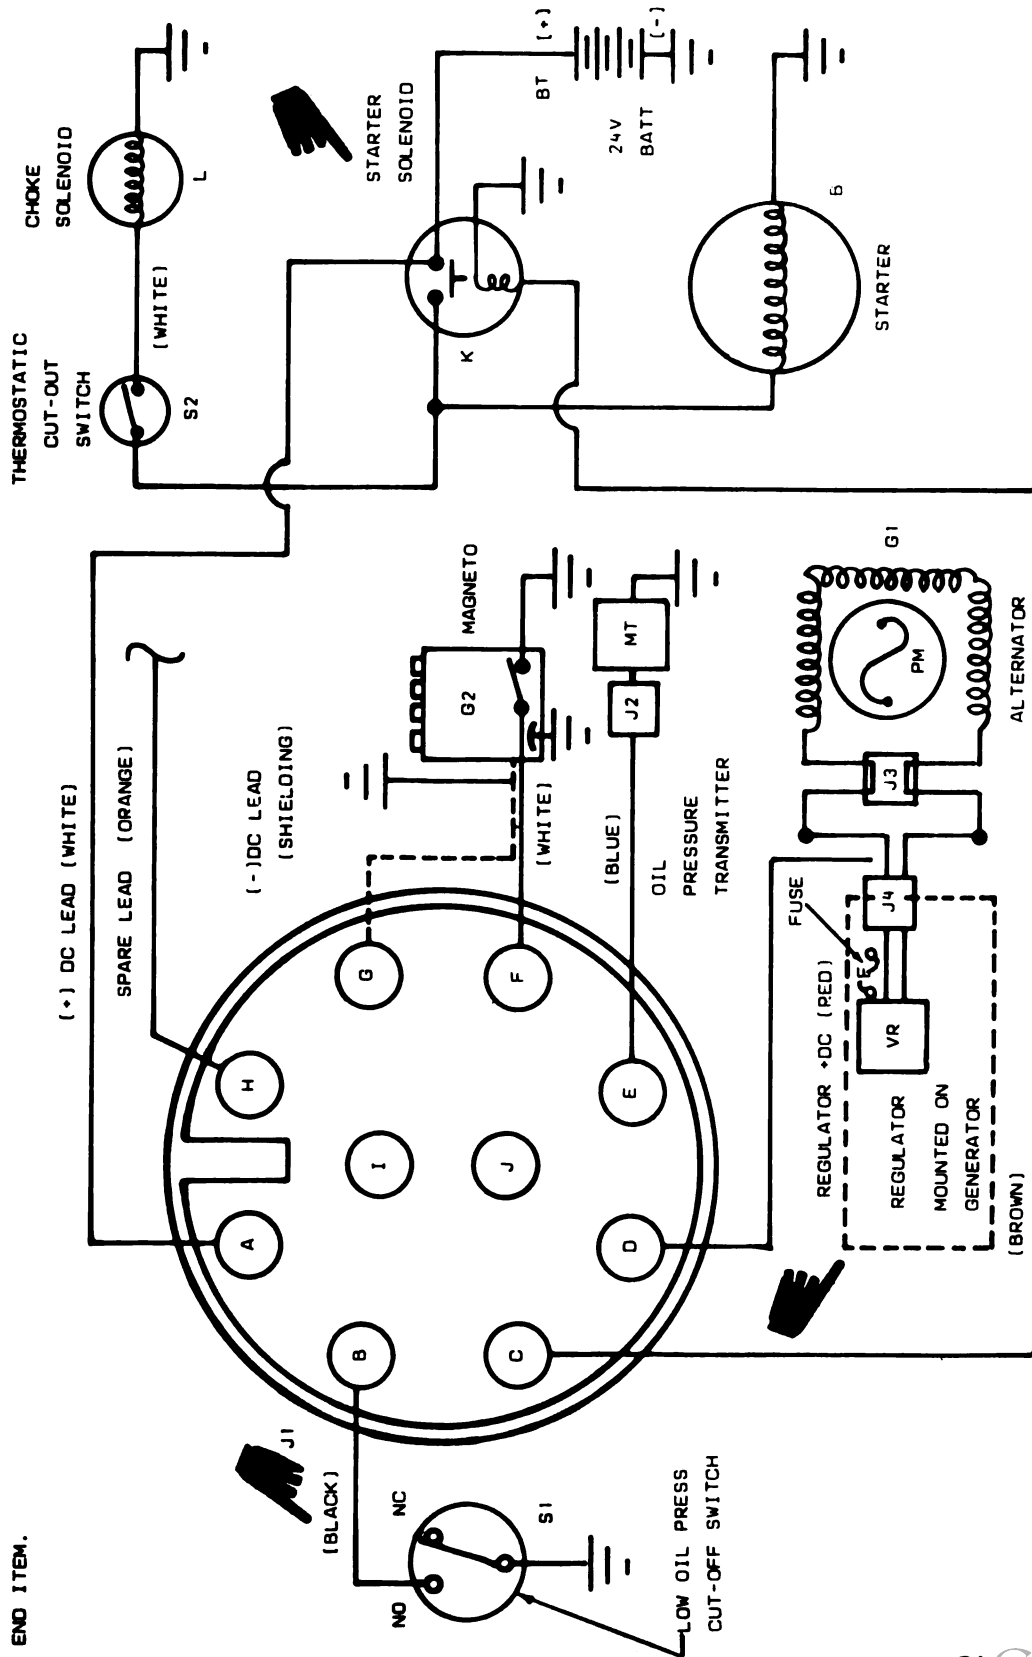 END ITEM.
THERMOSTATIC
CUT-OUT
SWITCH
S2
(WHITE)
CHOKE
SOLENOID
L
STARTER
SOLENOID
K
BT
(+)
(-)
24V
BATT
STARTER
(+) DC LEAD (WHITE)
SPARE LEAD (ORANGE)
(-)DC LEAD
(SHIELDING)
MAGNETO
G2
(WHITE)
(BLUE)
J2
MT
OIL
PRESSURE
TRANSMITTER
G1
PM
ALTERNATOR
J3
J4
FUSE
F
VR
REGULATOR +DC (RED)
REGULATOR
MOUNTED ON
GENERATOR
(BROWN)
A
B
C
D
E
F
G
H
I
J
J1
(BLACK)
NO
NC
S1
LOW OIL PRESS
CUT-OFF SWITCH